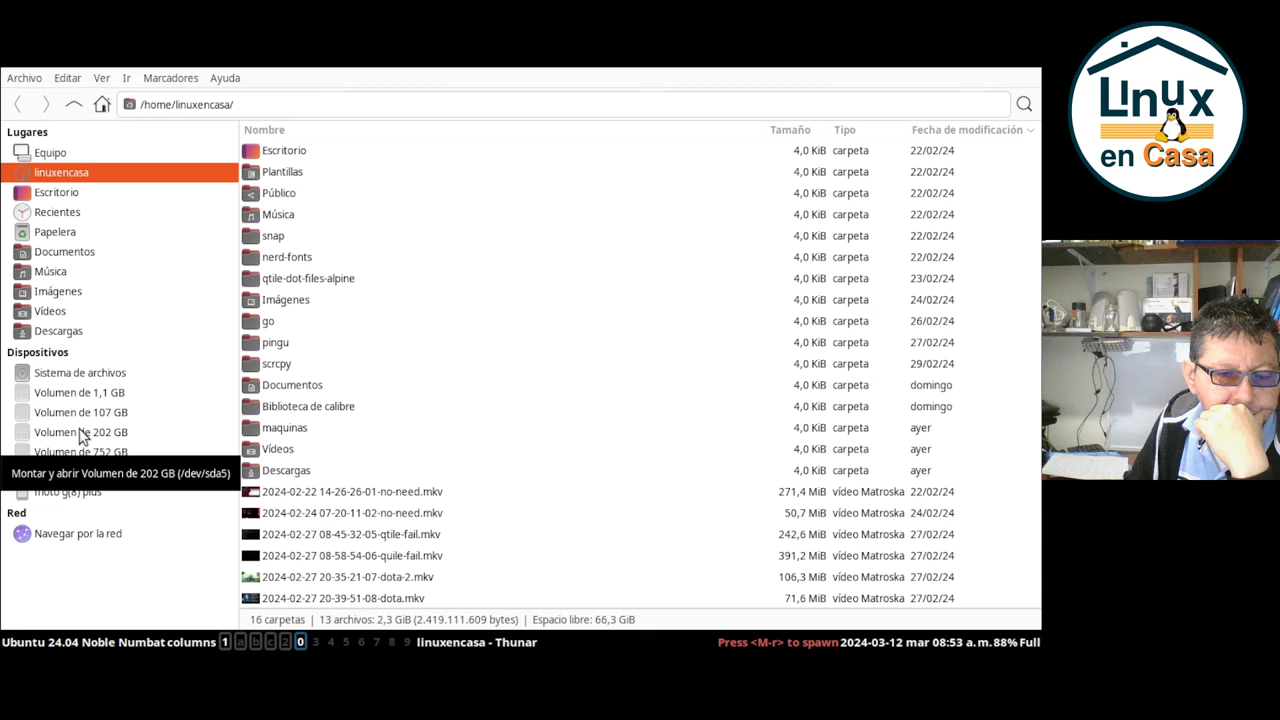 Archivo Editar Ver Ir Marcadores Ayuda
/home/linuxencasa/
Lugares
Equipo
linuxencasa
Escritorio
Recientes
Papelera
Documentos
Música
Imágenes
Vídeos
Descargas
Dispositivos
Sistema de archivos
Volumen de 1,1 GB
Volumen de 107 GB
Volumen de 202 GB
Volumen de 752 GB
Montar y abrir Volumen de 202 GB (/dev/sda5)
moto g(8) plus
Red
Navegar por la red
Nombre Tamaño Tipo Fecha de modificación
Escritorio 4,0 KiB carpeta 22/02/24
Plantillas 4,0 KiB carpeta 22/02/24
Público 4,0 KiB carpeta 22/02/24
Música 4,0 KiB carpeta 22/02/24
snap 4,0 KiB carpeta 22/02/24
nerd-fonts 4,0 KiB carpeta 22/02/24
qtile-dot-files-alpine 4,0 KiB carpeta 23/02/24
Imágenes 4,0 KiB carpeta 24/02/24
go 4,0 KiB carpeta 26/02/24
pingu 4,0 KiB carpeta 27/02/24
scrcpy 4,0 KiB carpeta 29/02/24
Documentos 4,0 KiB carpeta domingo
Biblioteca de calibre 4,0 KiB carpeta domingo
maquinas 4,0 KiB carpeta ayer
Vídeos 4,0 KiB carpeta ayer
Descargas 4,0 KiB carpeta ayer
2024-02-22 14-26-26-01-no-need.mkv 271,4 MiB vídeo Matroska 22/02/24
2024-02-24 07-20-11-02-no-need.mkv 50,7 MiB vídeo Matroska 24/02/24
2024-02-27 08-45-32-05-qtile-fail.mkv 242,6 MiB vídeo Matroska 27/02/24
2024-02-27 08-58-54-06-quile-fail.mkv 391,2 MiB vídeo Matroska 27/02/24
2024-02-27 20-35-21-07-dota-2.mkv 106,3 MiB vídeo Matroska 27/02/24
2024-02-27 20-39-51-08-dota.mkv 71,6 MiB vídeo Matroska 27/02/24
16 carpetas | 13 archivos: 2,3 GiB (2.419.111.609 bytes) | Espacio libre: 66,3 GiB
Ubuntu 24.04 Noble Numbat columns 1 a b c 2 0 3 4 5 6 7 8 9 linuxencasa - Thunar Press <M-r> to spawn 2024-03-12 mar 08:53 a. m. 88% Full
Linux
en Casa